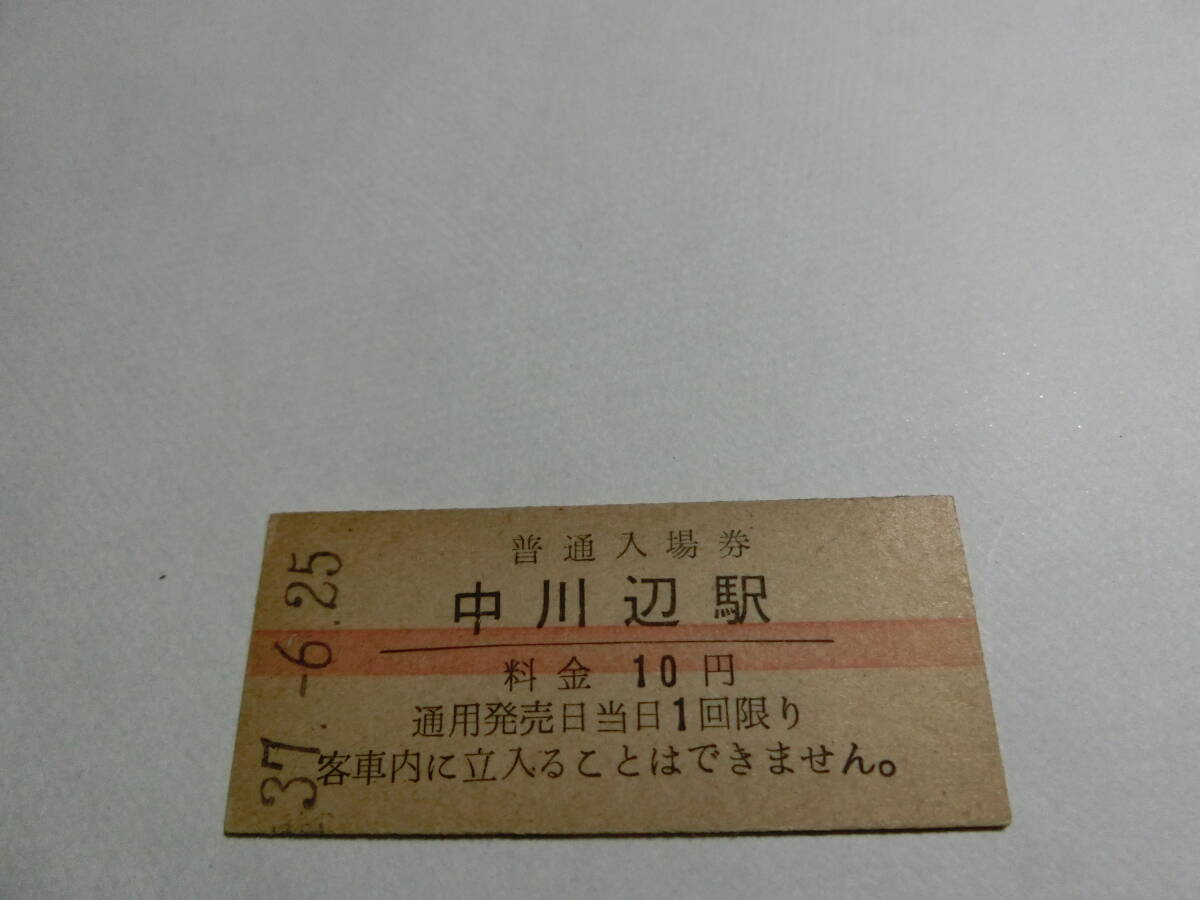 普通入場券
中川辺駅
料金 10円
通用発売日当日1回限り
客車内に立入ることはできません。
37.-6.25